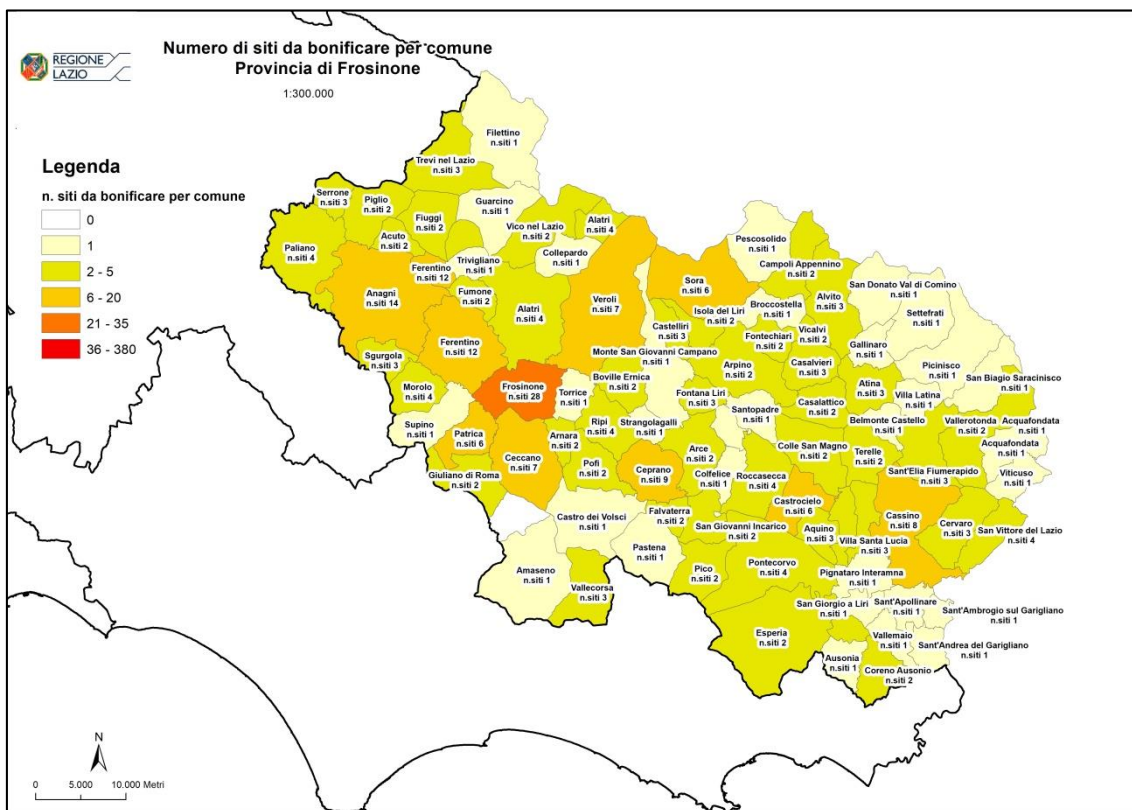 REGIONE
LAZIO
Numero di siti da bonificare per comune
Provincia di Frosinone
1:300.000
Legenda
n. siti da bonificare per comune
0
1
2 - 5
6 - 20
21 - 35
36 - 380
Filettino
n.siti 1
Trevi nel Lazio
n.siti 3
Serrone
n.siti 3
Piglio
n.siti 2
Guarcino
n.siti 1
Fiuggi
n.siti 2
Vico nel Lazio
n.siti 2
Alatri
n.siti 4
Acuto
n.siti 2
Paliano
n.siti 4
Collepardo
n.siti 1
Trivigliano
n.siti 1
Ferentino
n.siti 12
Anagni
n.siti 14
Fumone
n.siti 2
Alatri
n.siti 4
Veroli
n.siti 7
Sora
n.siti 6
Pescosolido
n.siti 1
Campoli Appennino
n.siti 2
San Donato Val di Comino
n.siti 1
Alvito
n.siti 3
Broccostella
n.siti 1
Isola del Liri
n.siti 2
Settefrati
n.siti 1
Castelliri
n.siti 3
Fontechiari
n.siti 2
Vicalvi
n.siti 2
Gallinaro
n.siti 1
Ferentino
n.siti 12
Monte San Giovanni Campano
n.siti 1
Sgurgola
n.siti 3
Arpino
n.siti 2
Casalvieri
n.siti 3
Picinisco
n.siti 1
San Biagio Saracinisco
n.siti 1
Boville Ernica
n.siti 2
Atina
n.siti 3
Villa Latina
n.siti 1
Morolo
n.siti 4
Frosinone
n.siti 28
Torrice
n.siti 1
Fontana Liri
n.siti 3
Casalattico
n.siti 2
Santopadre
n.siti 1
Supino
n.siti 1
Ripi
n.siti 4
Strangolagalli
n.siti 1
Belmonte Castello
n.siti 1
Vallerotonda
n.siti 2
Acquafondata
n.siti 1
Patrica
n.siti 6
Arnara
n.siti 2
Colle San Magno
n.siti 2
Acquafondata
n.siti 1
Ceccano
n.siti 7
Arce
n.siti 2
Terelle
n.siti 2
Pofi
n.siti 2
Ceprano
n.siti 9
Colfelice
n.siti 1
Roccasecca
n.siti 4
Sant'Elia Fiumerapido
n.siti 3
Viticuso
n.siti 1
Giuliano di Roma
n.siti 2
Castrocielo
n.siti 6
Castro dei Volsci
n.siti 1
Falvaterra
n.siti 2
Cassino
n.siti 8
San Giovanni Incarico
n.siti 2
Aquino
n.siti 3
Cervaro
n.siti 3
San Vittore del Lazio
n.siti 4
Villa Santa Lucia
n.siti 3
Pastena
n.siti 1
Amaseno
n.siti 1
Pico
n.siti 2
Pontecorvo
n.siti 4
Pignataro Interamna
n.siti 1
Vallecorsa
n.siti 3
San Giorgio a Liri
n.siti 1
Sant'Apollinare
n.siti 1
Sant'Ambrogio sul Garigliano
n.siti 1
Esperia
n.siti 2
Vallemaio
n.siti 1
Sant'Andrea del Garigliano
n.siti 1
Ausonia
n.siti 1
Coreno Ausonio
n.siti 2
N
0 5.000 10.000 Metri